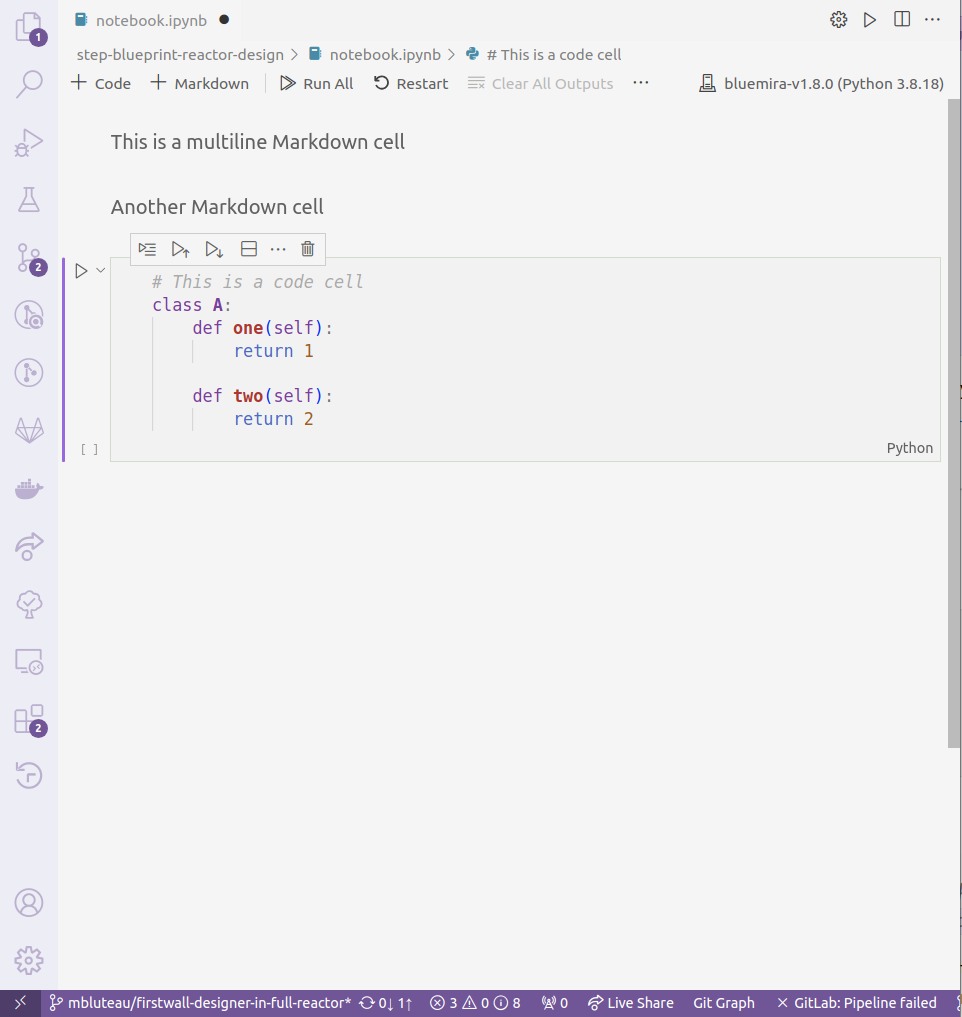 notebook.ipynb
1
step-blueprint-reactor-design > notebook.ipynb > # This is a code cell
+ Code + Markdown Run All Restart Clear All Outputs ... bluemira-v1.8.0 (Python 3.8.18)
This is a multiline Markdown cell
Another Markdown cell
# This is a code cell
class A:
    def one(self):
        return 1
    def two(self):
        return 2
[ ]
Python
2
2
mbluteau/firstwall-designer-in-full-reactor* 0↓ 1↑ 3 0 8 0 Live Share Git Graph × GitLab: Pipeline failed